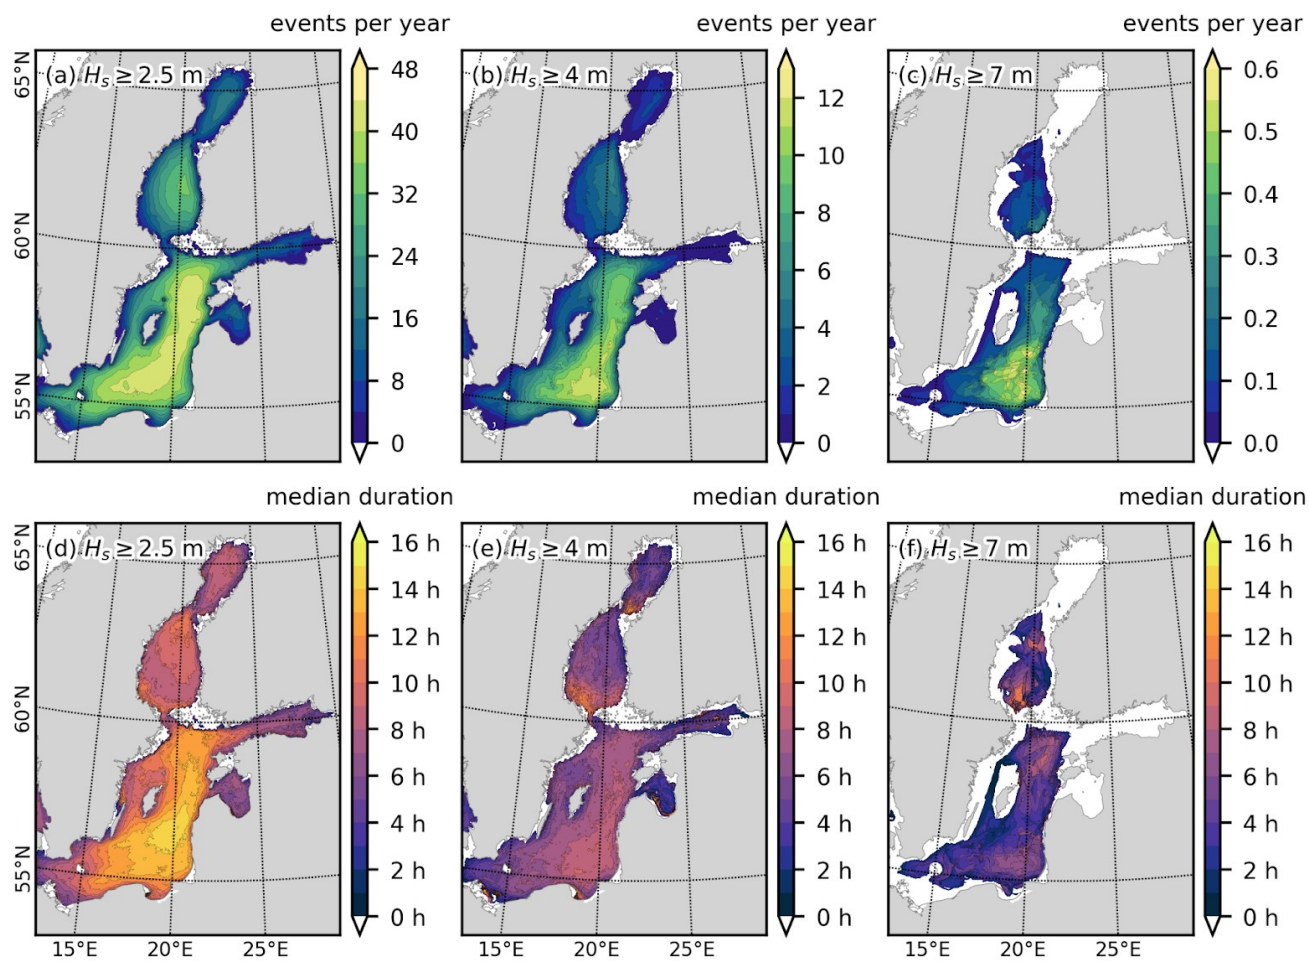 events per year
events per year
events per year
(a) Hₛ ≥ 2.5 m
(b) Hₛ ≥ 4 m
(c) Hₛ ≥ 7 m
65°N
60°N
55°N
48
40
32
24
16
8
0
12
10
8
6
4
2
0
0.6
0.5
0.4
0.3
0.2
0.1
0.0
median duration
median duration
median duration
(d) Hₛ ≥ 2.5 m
(e) Hₛ ≥ 4 m
(f) Hₛ ≥ 7 m
65°N
60°N
55°N
16 h
14 h
12 h
10 h
8 h
6 h
4 h
2 h
0 h
16 h
14 h
12 h
10 h
8 h
6 h
4 h
2 h
0 h
16 h
14 h
12 h
10 h
8 h
6 h
4 h
2 h
0 h
15°E 20°E 25°E
15°E 20°E 25°E
15°E 20°E 25°E